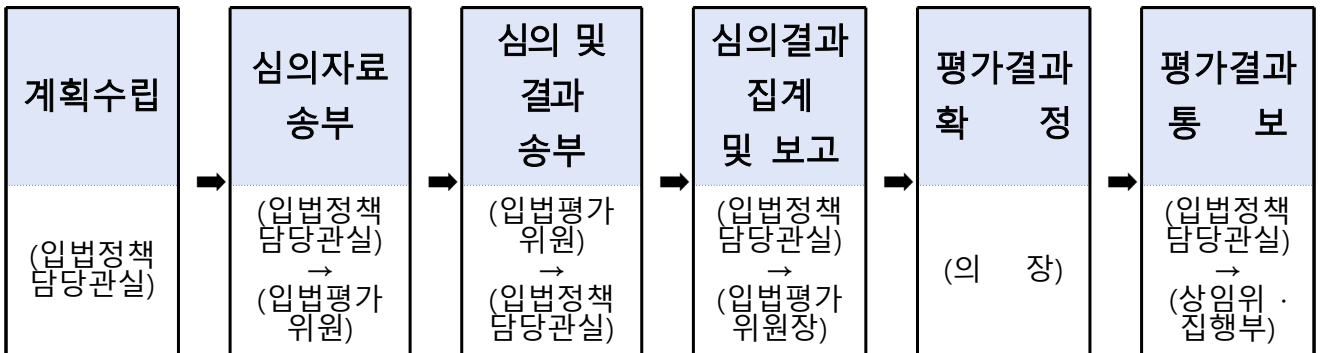 계획수립
(입법정책
담당관실)
➡
심의자료
송부
(입법정책
담당관실)
→
(입법평가
위원)
➡
심의 및
결과
송부
(입법평가
위원)
→
(입법정책
담당관실)
➡
심의결과
집계
및 보고
(입법정책
담당관실)
→
(입법평가
위원장)
➡
평가결과
확 정
(의 장)
➡
평가결과
통 보
(입법정책
담당관실)
→
(상임위 ·
집행부)